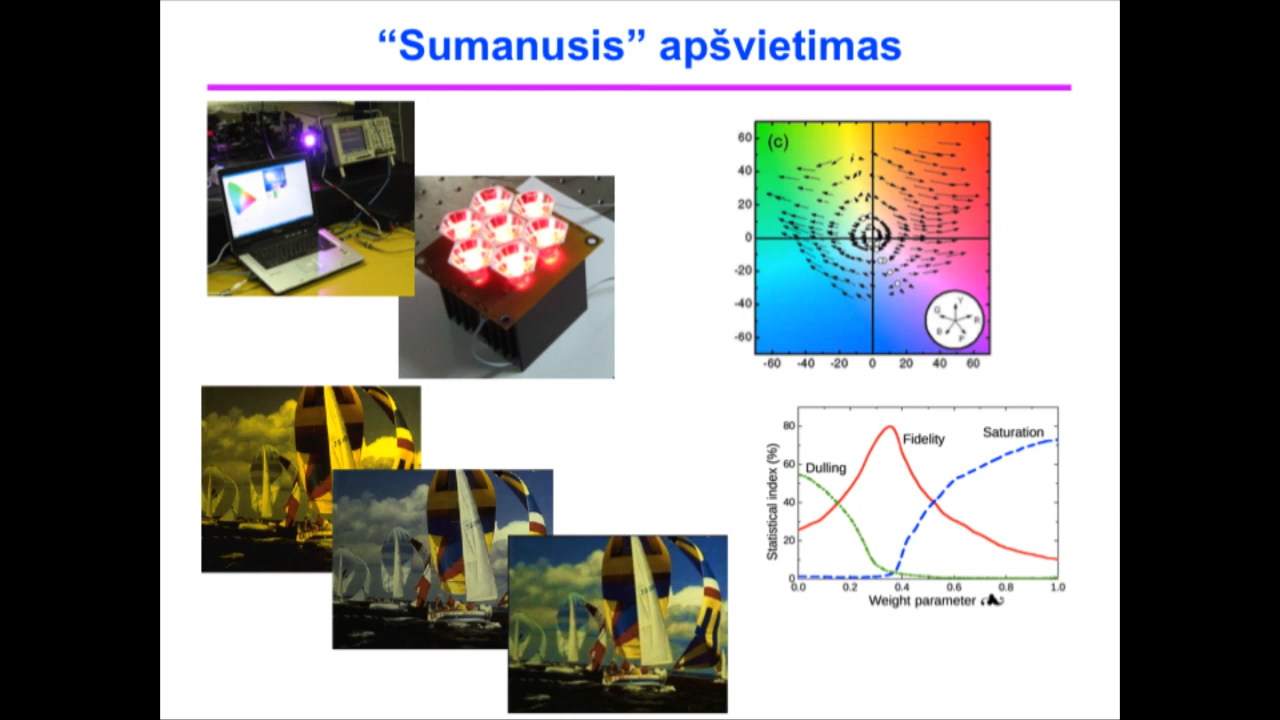 “Sumanusis” apšvietimas
(c)
60
40
20
0
-20
-40
-60
-60 -40 -20 0 20 40 60
Y
G R
B P
Statistical index (%)
80
60
40
20
0
Dulling
Fidelity
Saturation
0.0 0.2 0.4 0.6 0.8 1.0
Weight parameter